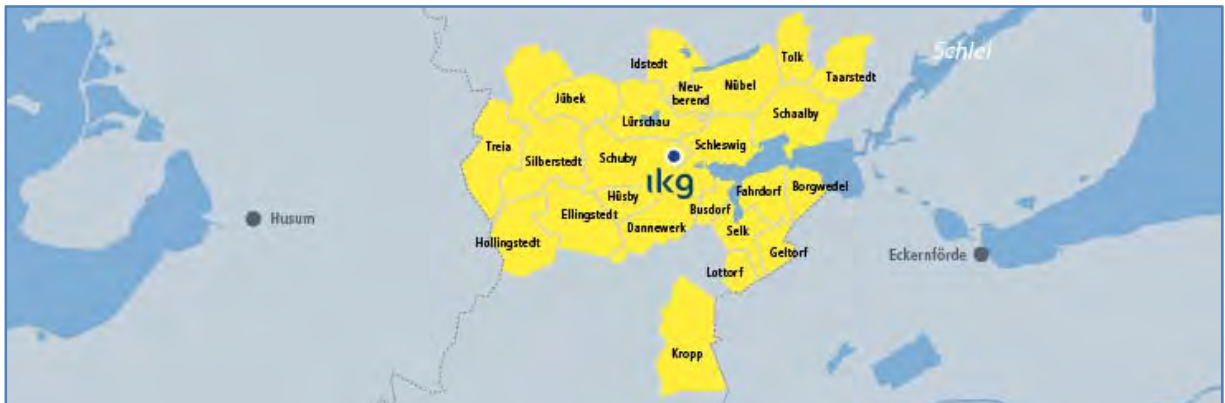 Schlei
Tolk
Idstedt
Taarstedt
Neu-
berend
Nübel
Jübek
Schaalby
Lürschau
Treia
Schleswig
Silberstedt
Schuby
ikg
Fahrdorf
Borgwedel
Hüsby
Busdorf
Ellingstedt
Husum
Dannewerk
Selk
Hollingstedt
Geltorf
Eckernförde
Lottorf
Kropp